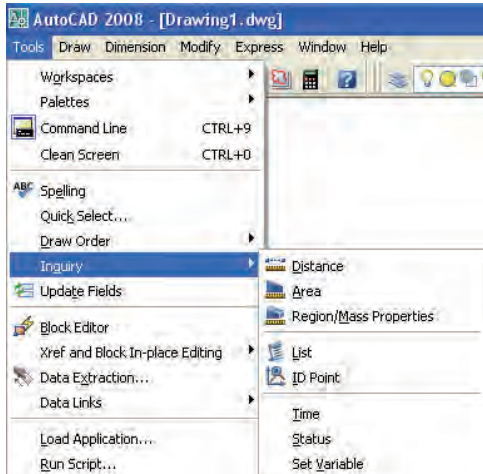 AutoCAD 2008 - [Drawing1.dwg]
Tools Draw Dimension Modify Express Window Help
Workspaces
Palettes
Command Line CTRL+9
Clean Screen CTRL+0
ABC Spelling
Quick Select...
Draw Order
Inquiry
Update Fields
Block Editor
Xref and Block In-place Editing
Data Extraction...
Data Links
Load Application...
Run Script...
Distance
Area
Region/Mass Properties
List
ID Point
Time
Status
Set Variable